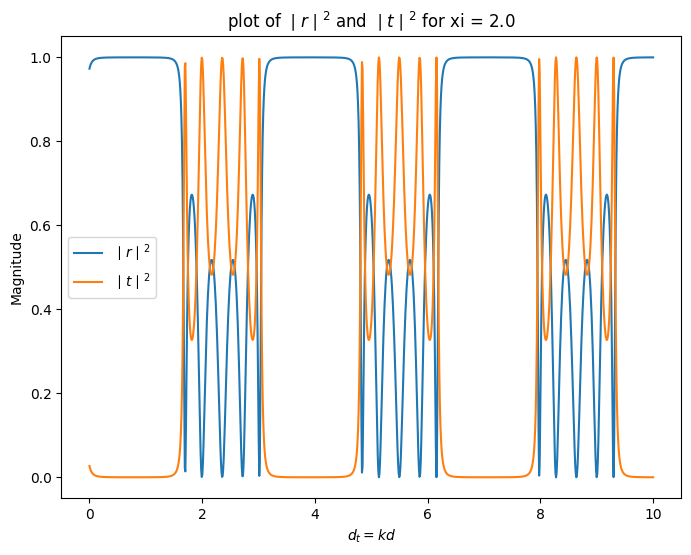 plot of | r |² and | t |² for xi = 2.0
1.0
0.8
0.6
0.4
0.2
0.0
Magnitude
| r |²
| t |²
0 2 4 6 8 10
dₜ = kd